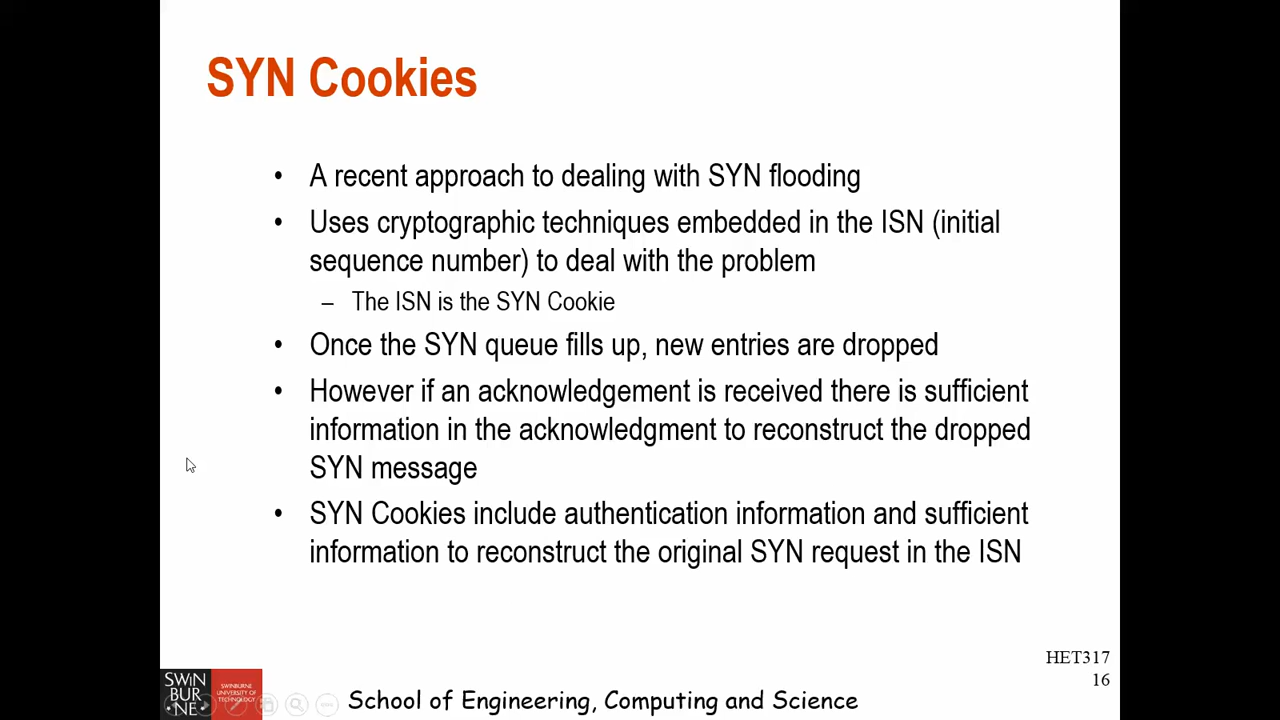 SYN Cookies
• A recent approach to dealing with SYN flooding
• Uses cryptographic techniques embedded in the ISN (initial
sequence number) to deal with the problem
– The ISN is the SYN Cookie
• Once the SYN queue fills up, new entries are dropped
• However if an acknowledgement is received there is sufficient
information in the acknowledgment to reconstruct the dropped
SYN message
• SYN Cookies include authentication information and sufficient
information to reconstruct the original SYN request in the ISN
HET317
16
SWIN
BUR
NE
SWINBURNE
UNIVERSITY OF
TECHNOLOGY
School of Engineering, Computing and Science